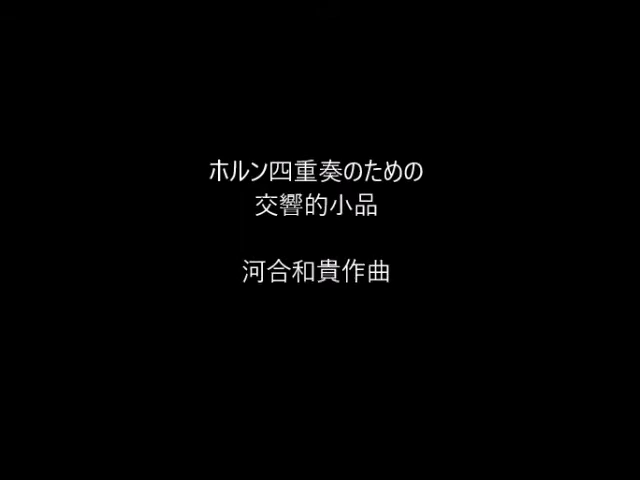 ホルン四重奏のための
交響的小品
河合和貴作曲